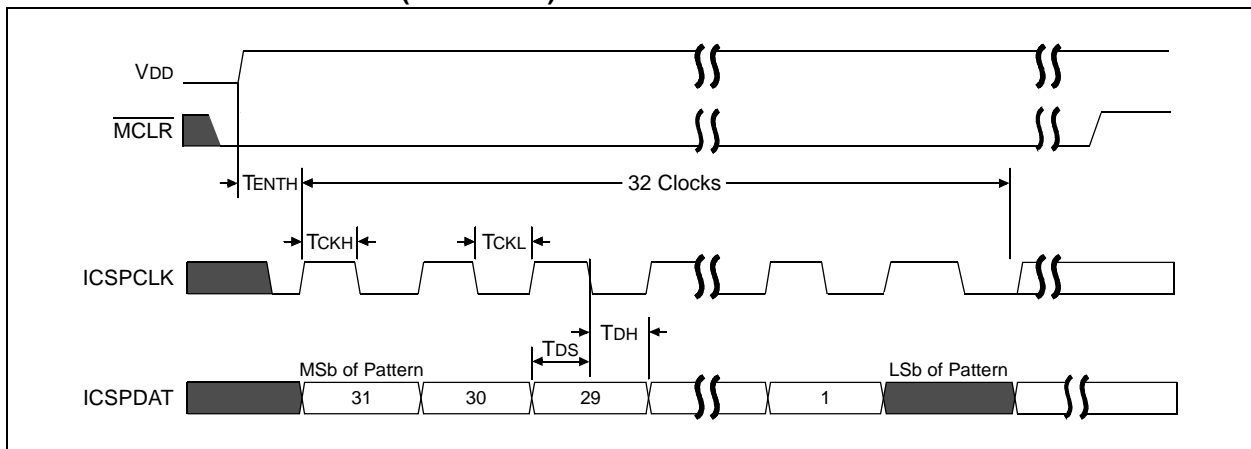 VDD
MCLR
TENTH
32 Clocks
TCKH
TCKL
ICSPCLK
TDH
TDS
MSb of Pattern
LSb of Pattern
ICSPDAT
31
30
29
1